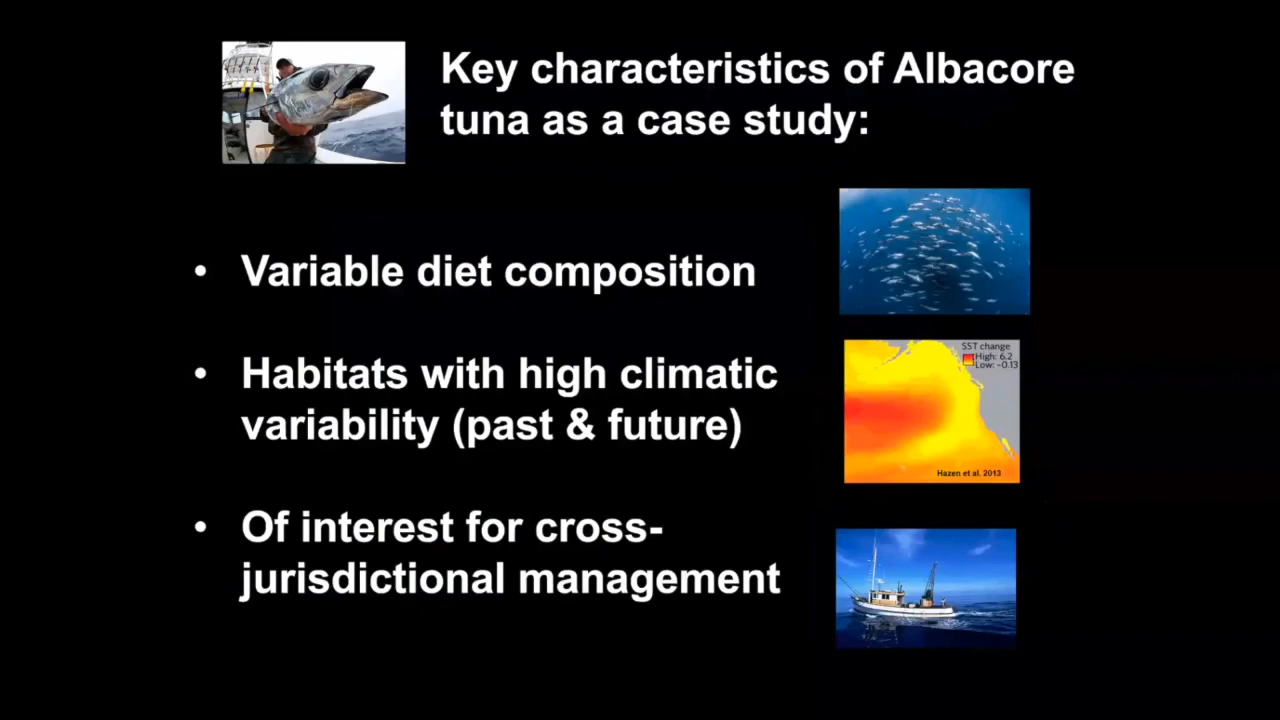 Key characteristics of Albacore
tuna as a case study:
• Variable diet composition
• Habitats with high climatic
variability (past & future)
SST change
High: 6.2
Low: -0.13
Hazen et al. 2013
• Of interest for cross-
jurisdictional management